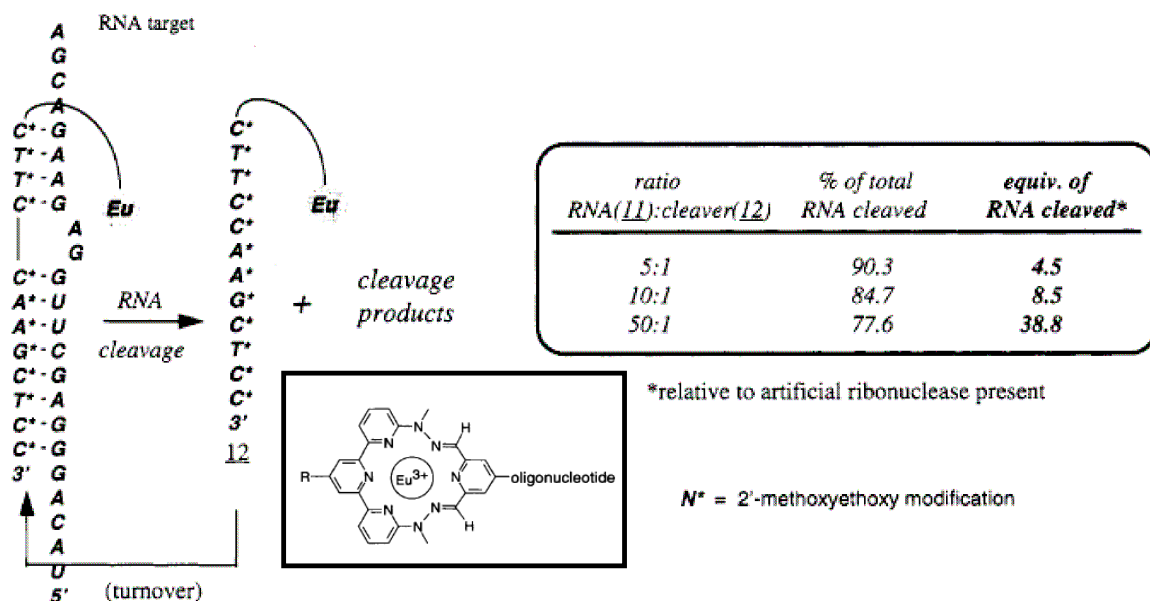 RNA target
A
G
C
A
C*-G
T*-A
T*-A
C*-G
Eu
A
G
C*-G
A*-U
A*-U
G*-C
C*-G
T*-A
C*-G
C*-G
3' G
A
C
A
U
5'
RNA
cleavage
(turnover)
C*
T*
T*
C*
C*
A*
A*
G*
C*
T*
C*
C*
3'
12
Eu
+
cleavage
products
ratio % of total equiv. of
RNA(11):cleaver(12) RNA cleaved RNA cleaved*
5:1 90.3 4.5
10:1 84.7 8.5
50:1 77.6 38.8
*relative to artificial ribonuclease present
N N N H
R N Eu3+ N oligonucleotide
N N N H
N* = 2'-methoxyethoxy modification